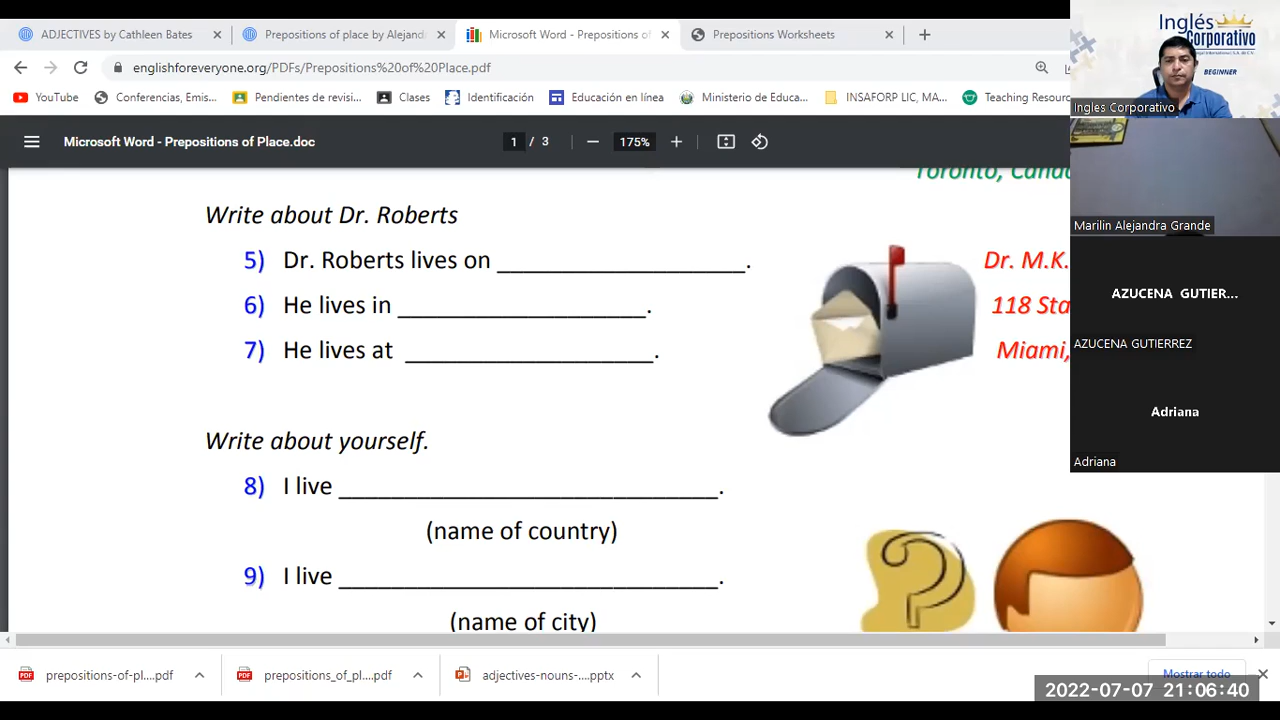 ADJECTIVES by Cathleen Bates
Prepositions of place by Alejand
Microsoft Word - Prepositions of
Prepositions Worksheets
englishforeveryone.org/PDFs/Prepositions%20of%20Place.pdf
YouTube
Conferencias, Emis...
Pendientes de revisi...
Clases
Identificación
Educación en línea
Ministerio de Educa...
INSAFORP LIC, MA...
Teaching Resour
Microsoft Word - Prepositions of Place.doc
1 / 3
175%
Toronto, Canad
Write about Dr. Roberts
5) Dr. Roberts lives on ___________________.
6) He lives in ___________________.
7) He lives at ___________________.
Dr. M.K.
118 Sta
Miami,
Write about yourself.
8) I live _____________________________.
(name of country)
9) I live _____________________________.
(name of city)
Inglés
Corporativo
BEGINNER
Ingles Corporativo
Marilin Alejandra Grande
AZUCENA GUTIER...
AZUCENA GUTIERREZ
Adriana
Adriana
prepositions-of-pl....pdf
prepositions_of_pl....pdf
adjectives-nouns-....pptx
Mostrar todo
2022-07-07 21:06:40